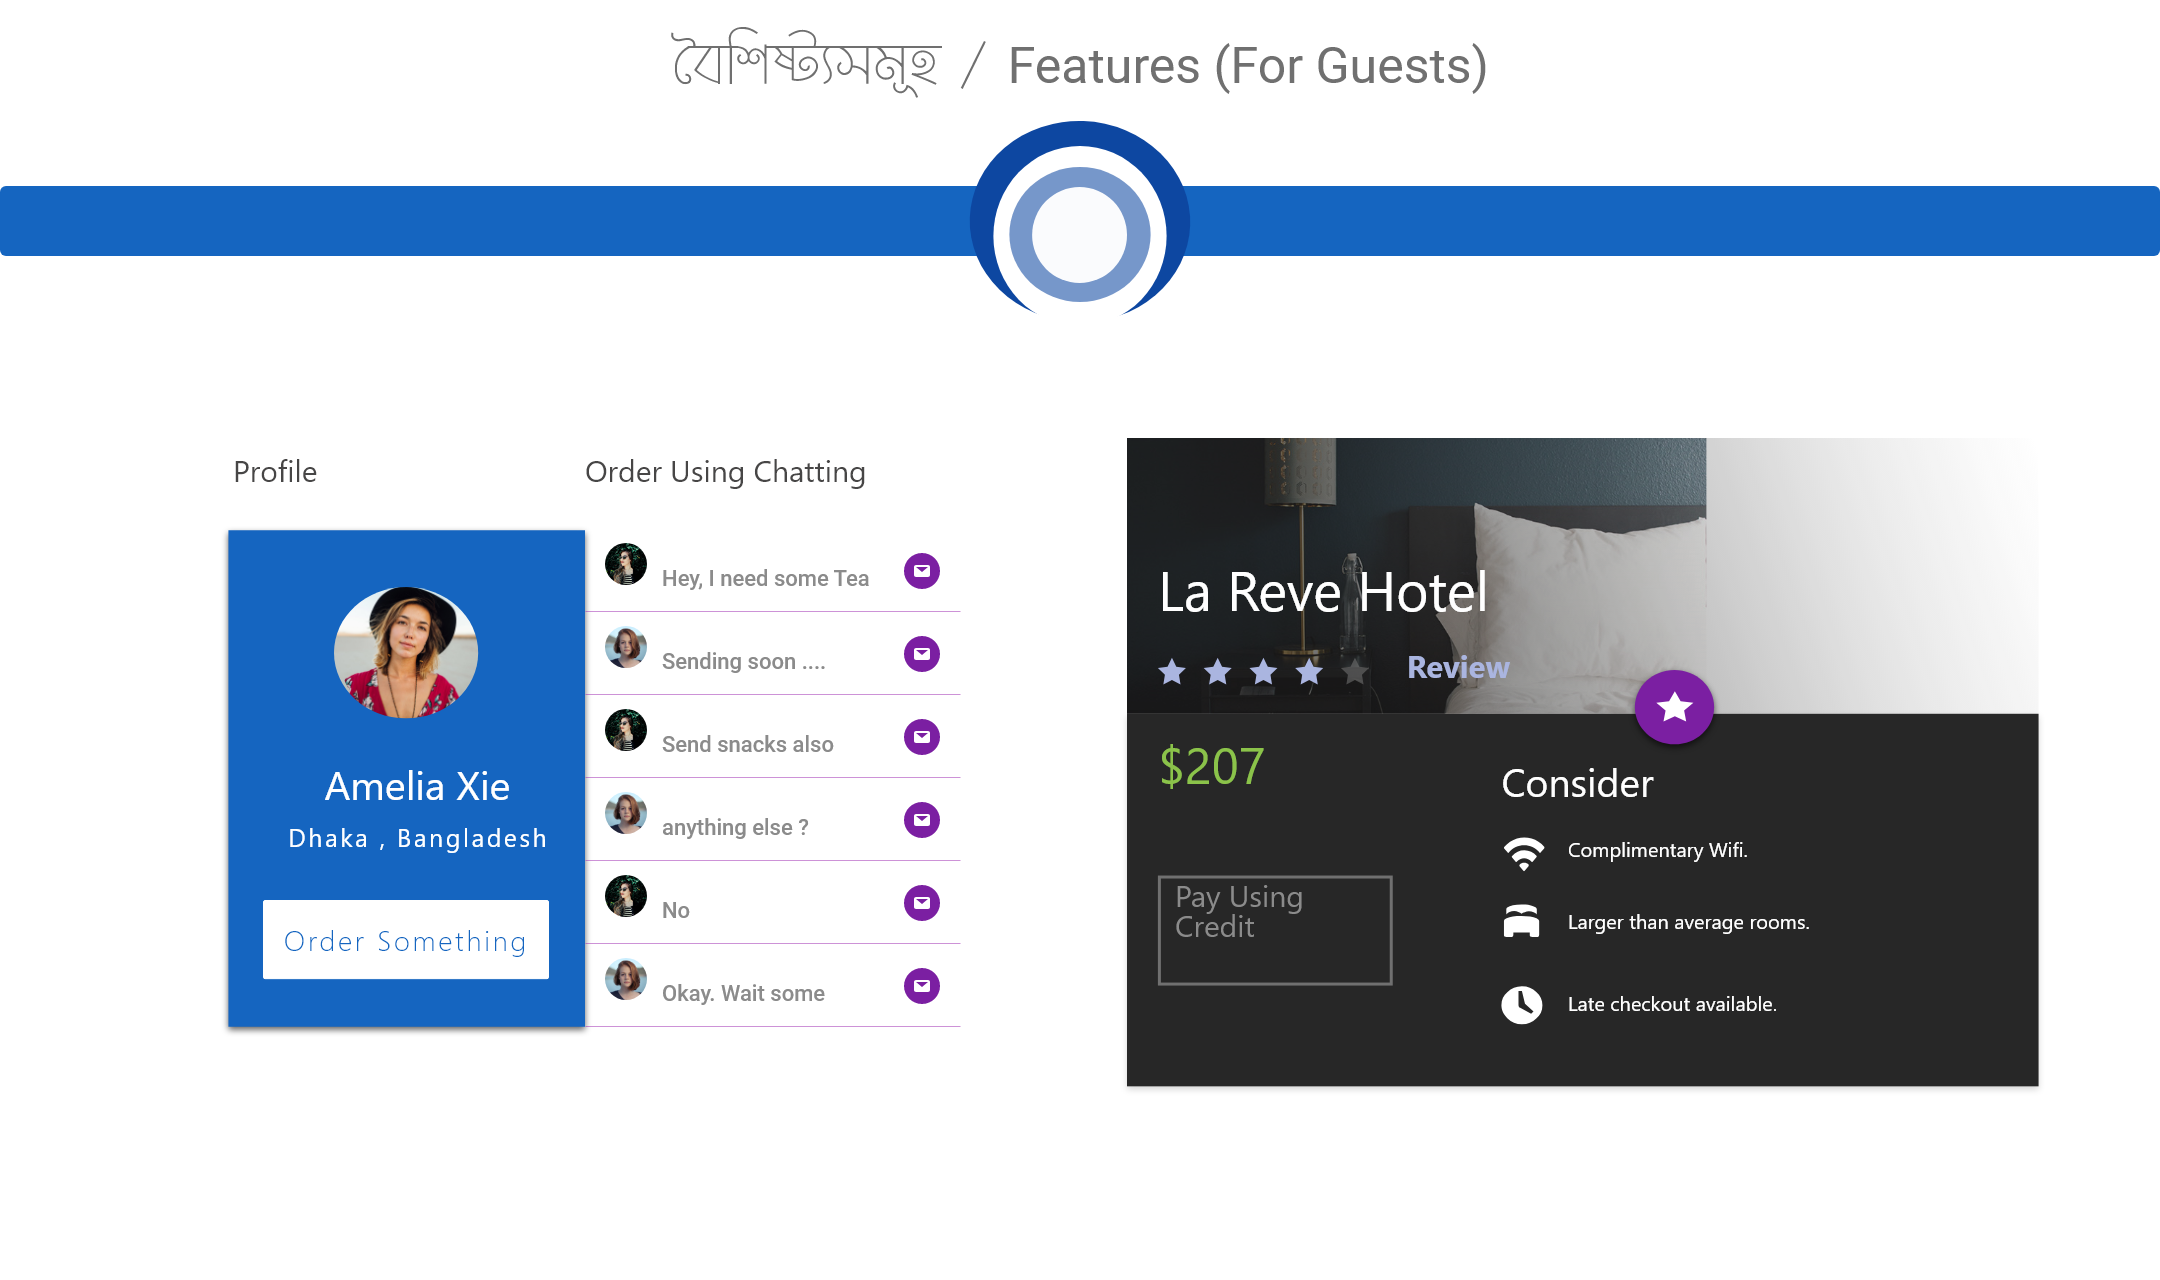 বৈশিষ্ট্যসমূহ / Features (For Guests)
Profile
Order Using Chatting
Amelia Xie
Dhaka , Bangladesh
Order Something
Hey, I need some Tea
Sending soon ....
Send snacks also
anything else ?
No
Okay. Wait some
La Reve Hotel
Review
$207
Pay Using
Credit
Consider
Complimentary Wifi.
Larger than average rooms.
Late checkout available.